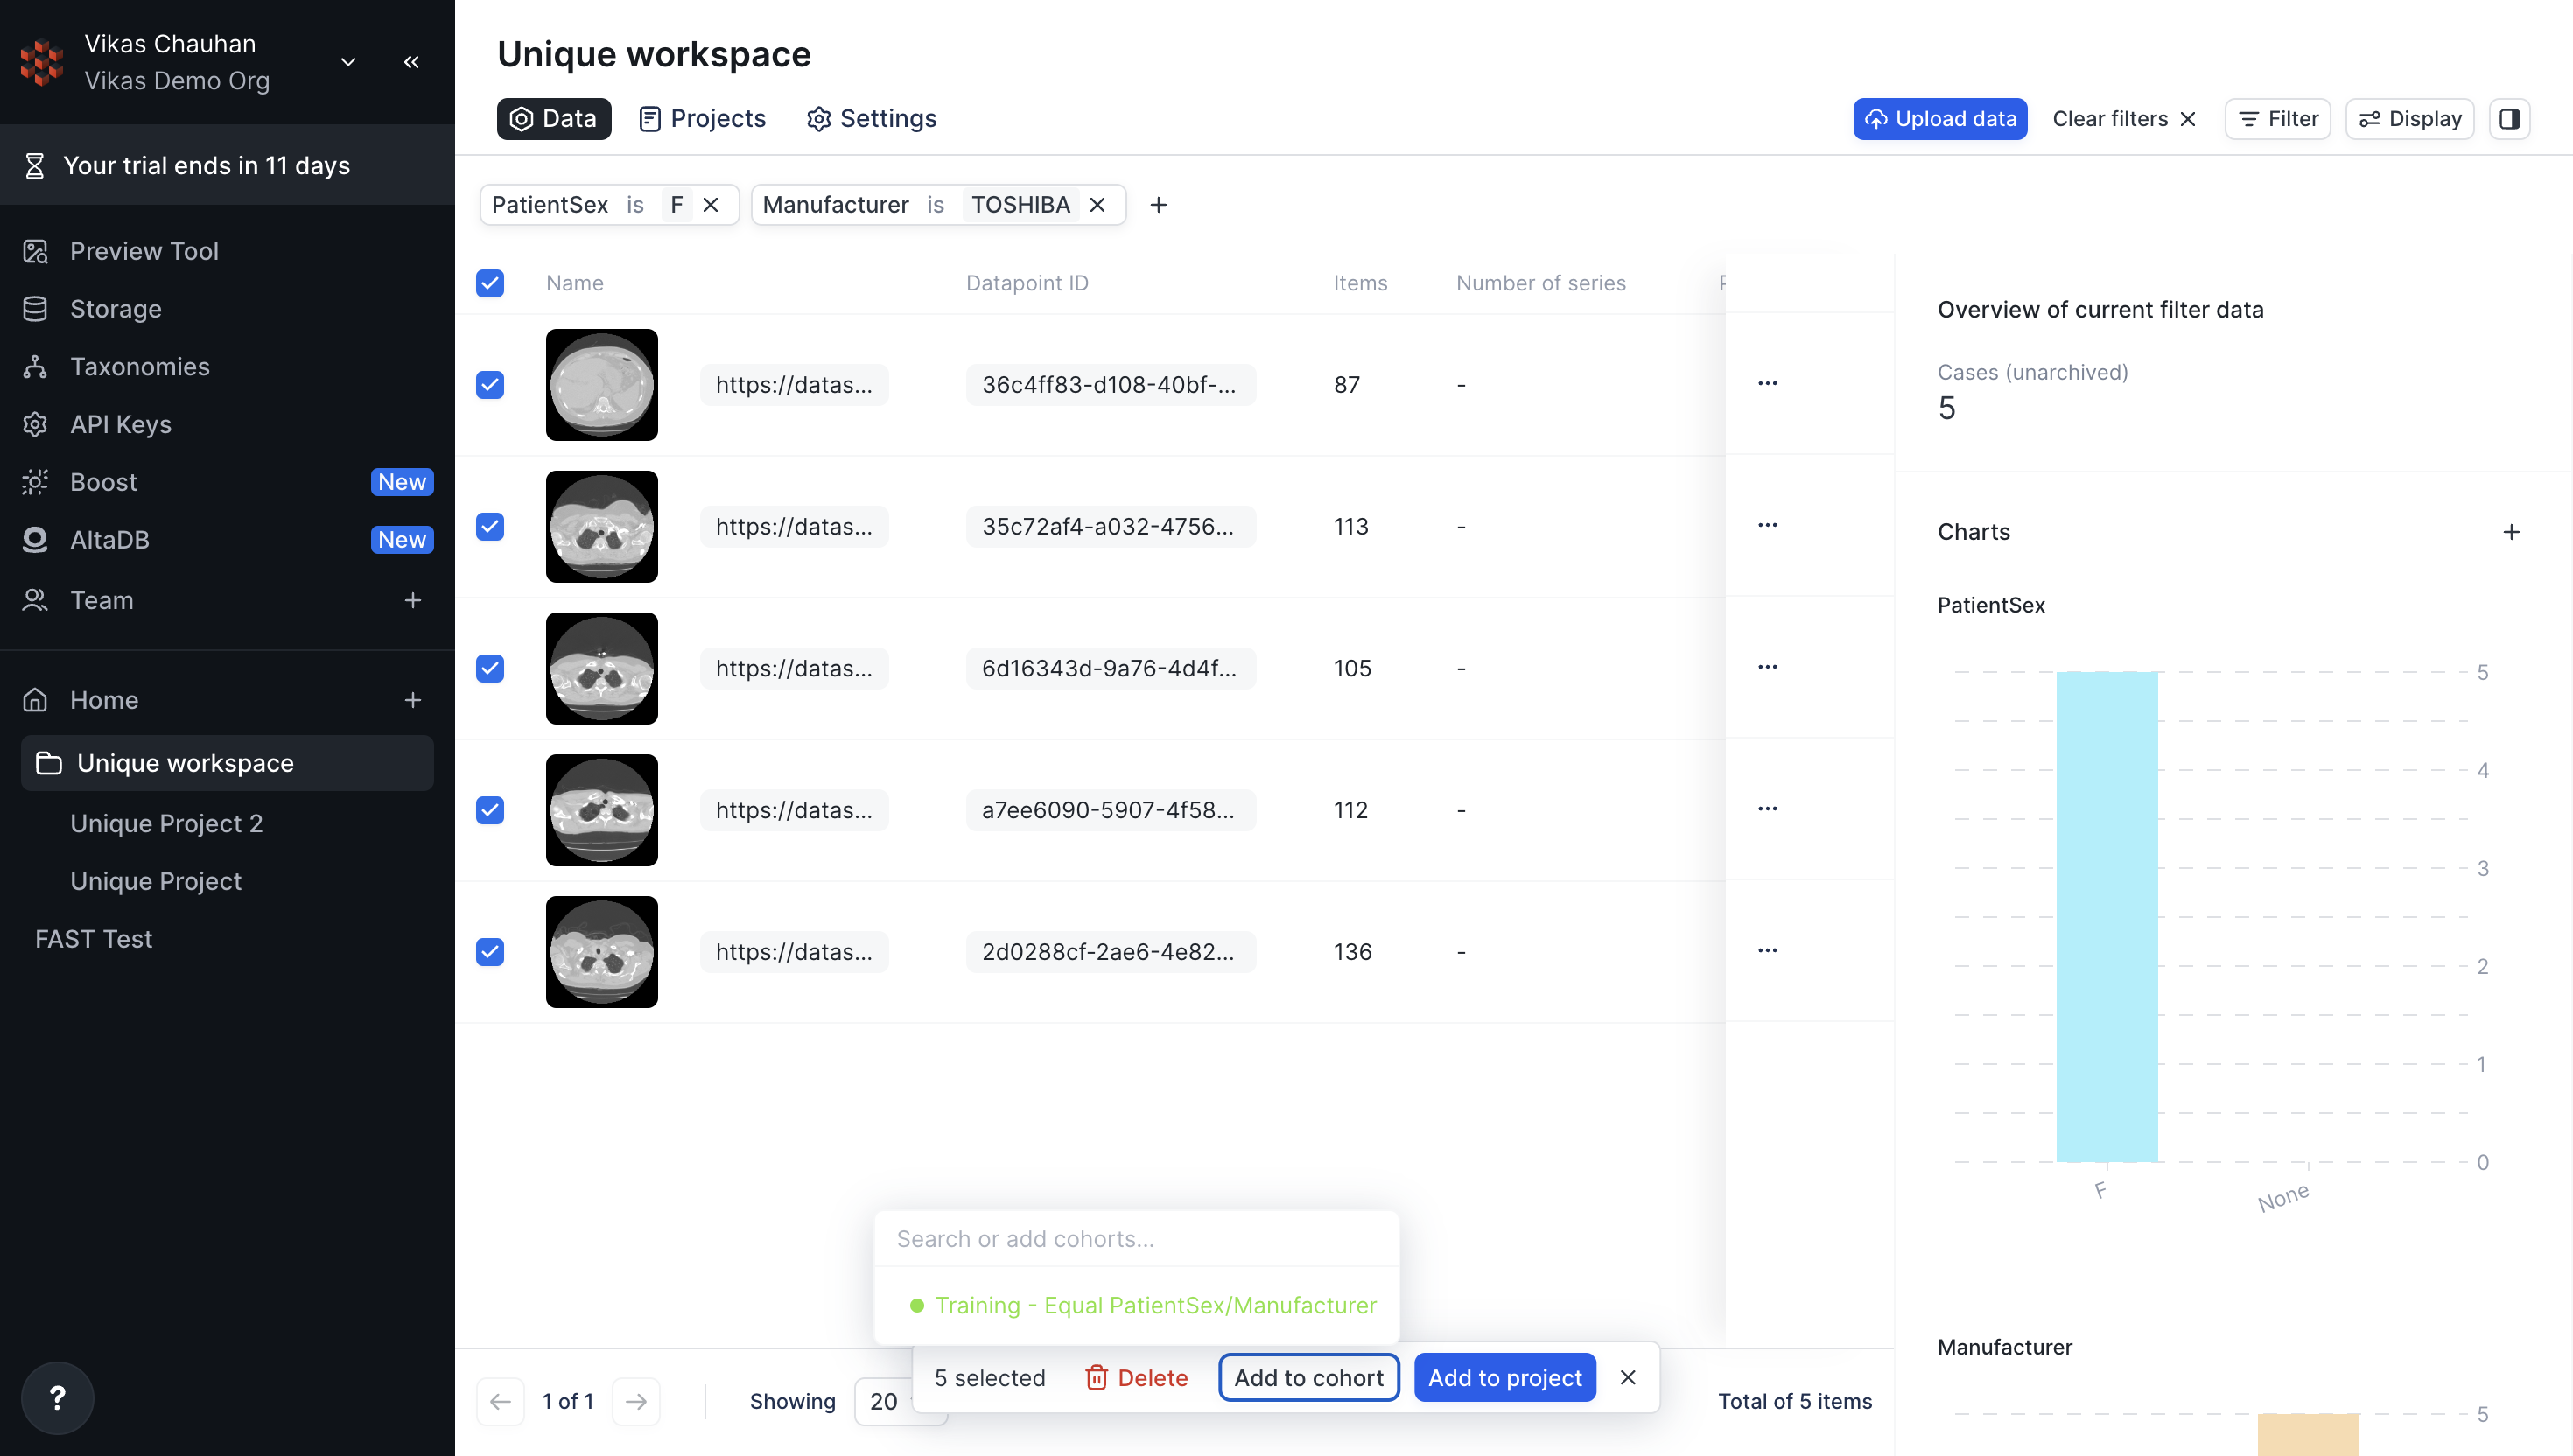 Vikas Chauhan
Vikas Demo Org
Your trial ends in 11 days
Preview Tool
Storage
Taxonomies
API Keys
Boost New
AltaDB New
Team
Home
Unique workspace
Unique Project 2
Unique Project
FAST Test
?
Unique workspace
Data Projects Settings
Upload data Clear filters Filter Display
PatientSex is F Manufacturer is TOSHIBA
Name Datapoint ID Items Number of series
https://datas... 36c4ff83-d108-40bf-... 87 -
https://datas... 35c72af4-a032-4756... 113 -
https://datas... 6d16343d-9a76-4d4f... 105 -
https://datas... a7ee6090-5907-4f58... 112 -
https://datas... 2d0288cf-2ae6-4e82... 136 -
Search or add cohorts...
Training - Equal PatientSex/Manufacturer
5 selected Delete Add to cohort Add to project
1 of 1 Showing 20 Total of 5 items
Overview of current filter data
Cases (unarchived)
5
Charts
PatientSex
5
4
3
2
1
0
F None
Manufacturer
5